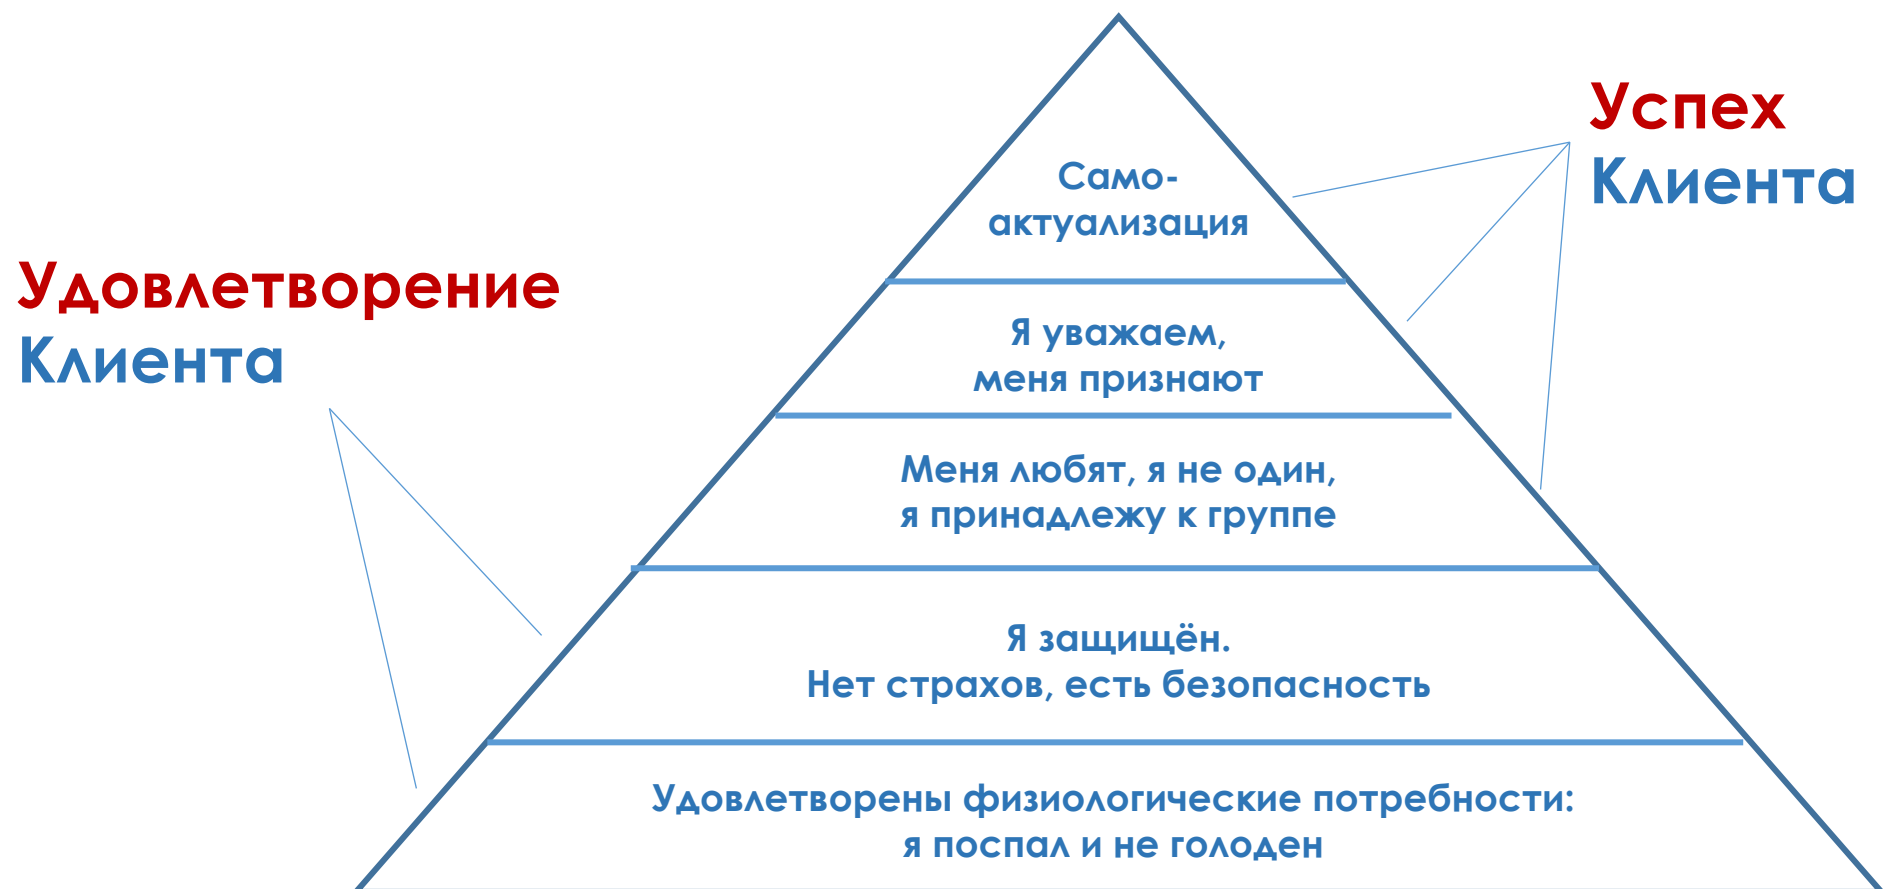 Успех
Клиента
Само-
актуализация
Удовлетворение
Клиента
Я уважаем,
меня признают
Меня любят, я не один,
я принадлежу к группе
Я защищён.
Нет страхов, есть безопасность
Удовлетворены физиологические потребности:
я поспал и не голоден